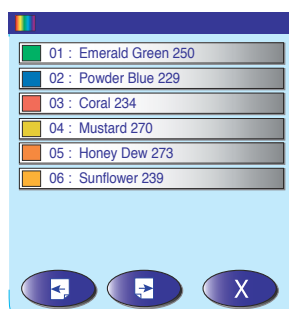 01 : Emerald Green 250
02 : Powder Blue 229
03 : Coral 234
04 : Mustard 270
05 : Honey Dew 273
06 : Sunflower 239
X